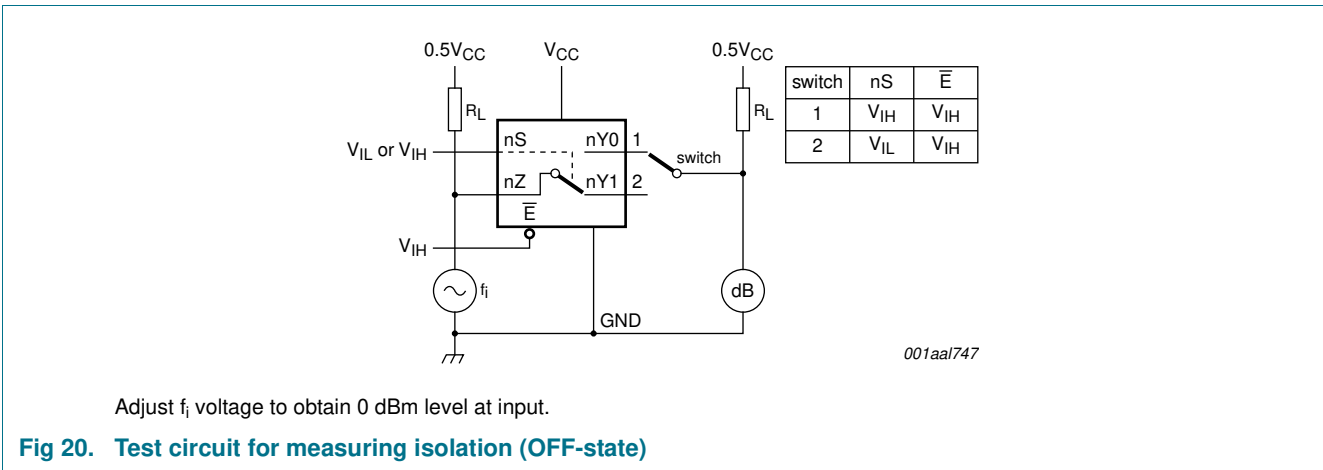 0.5VCC VCC 0.5VCC
switch nS E̅
1 VIH VIH
2 VIL VIH
RL RL
nS nY0 1
VIL or VIH
switch
nZ nY1 2
E̅
VIH
fi dB
GND
001aal747
Adjust fi voltage to obtain 0 dBm level at input.
Fig 20. Test circuit for measuring isolation (OFF-state)